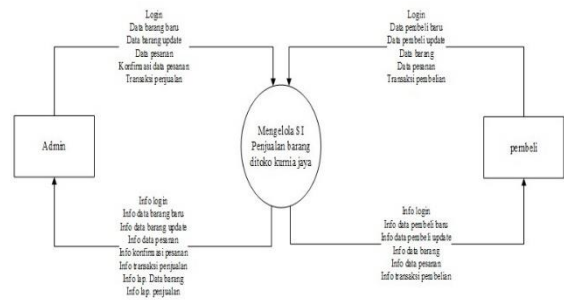 Login
Data barang baru
Data barang update
Data pesanan
Konfirmasi data pesanan
Transaksi penjualan
Login
Data pembeli baru
Data pembeli update
Data barang
Data pesanan
Transaksi pembelian
Admin
Mengelola SI
Penjualan barang
ditoko kurnia jaya
pembeli
Info login
Info data barang baru
Info data barang update
Info data pesanan
Info konfirmasi pesanan
Info transaksi penjualan
Info lap. Data barang
Info lap. penjualan
Info login
Info data pembeli baru
Info data pembeli update
Info data barang
Info data pesanan
Info transaksi pembelian